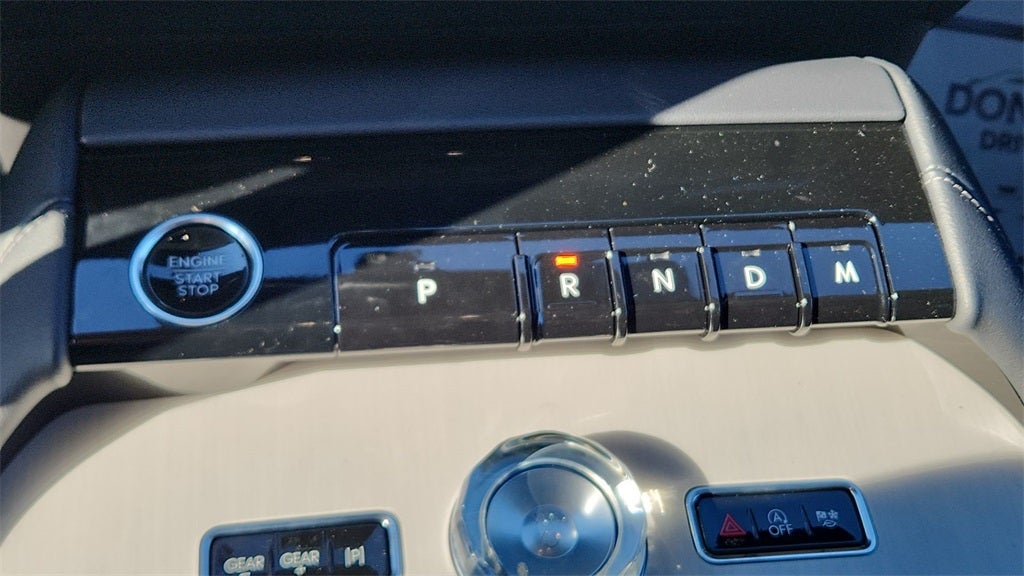 ENGINE
START
STOP
P R N D M
GEAR
-
GEAR
+
(P)
A
OFF